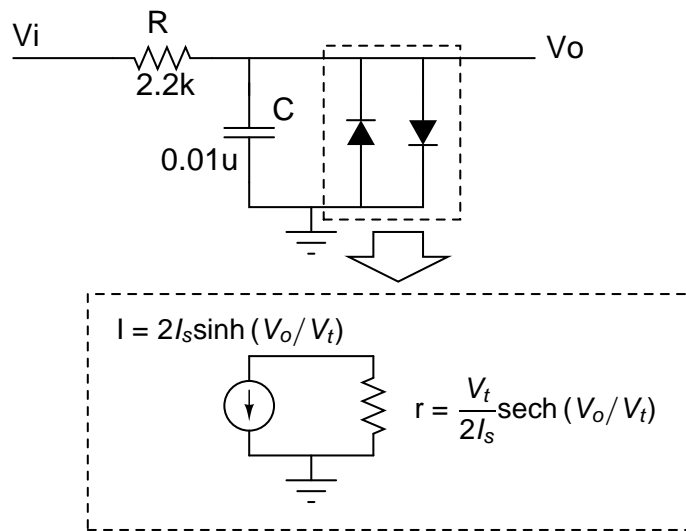 Vi
R
2.2k
C
0.01u
Vo
I = 2Iₛsinh (Vₒ/Vₜ)
r = Vₜ/2Iₛ sech (Vₒ/Vₜ)